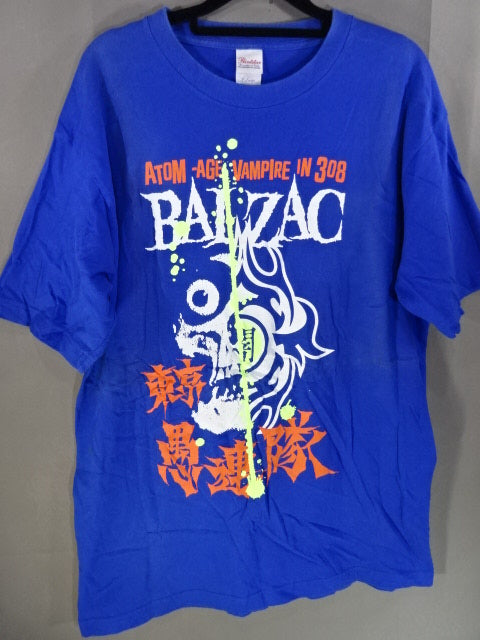 ATOM-AGE VAMPIRE IN 308
BALZAC
東京
愚連隊